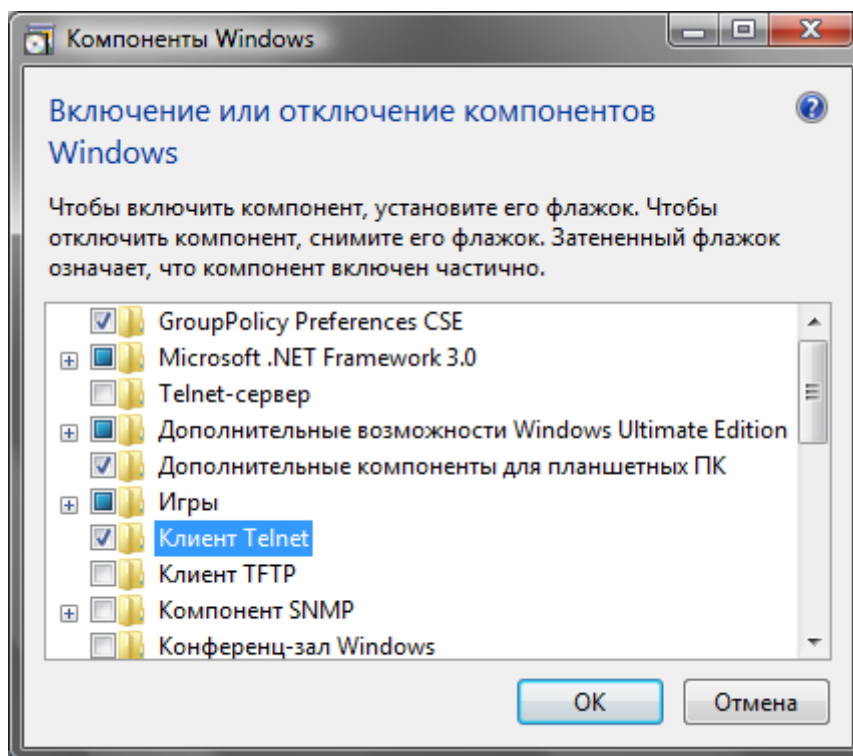 Компоненты Windows
Включение или отключение компонентов
Windows
Чтобы включить компонент, установите его флажок. Чтобы
отключить компонент, снимите его флажок. Затененный флажок
означает, что компонент включен частично.
GroupPolicy Preferences CSE
Microsoft .NET Framework 3.0
Telnet-сервер
Дополнительные возможности Windows Ultimate Edition
Дополнительные компоненты для планшетных ПК
Игры
Клиент Telnet
Клиент TFTP
Компонент SNMP
Конференц-зал Windows
ОК Отмена